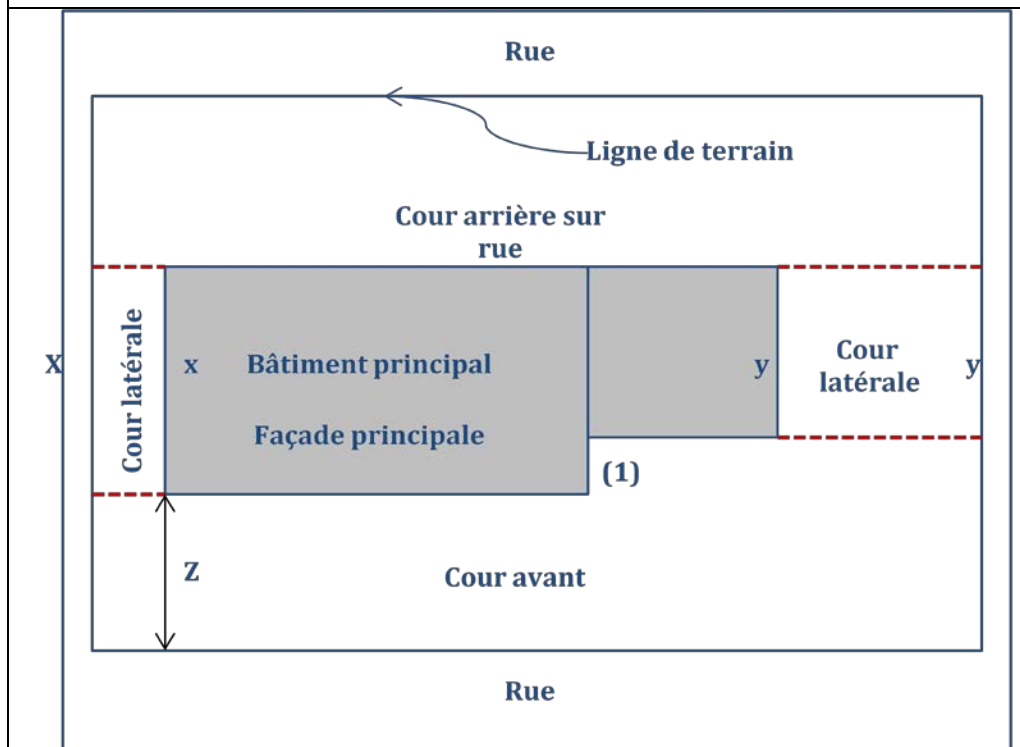 Rue
Ligne de terrain
Cour arrière sur
rue
X
Cour latérale
x
Bâtiment principal
y
Cour
latérale
y
Façade principale
(1)
Z
Cour avant
Rue